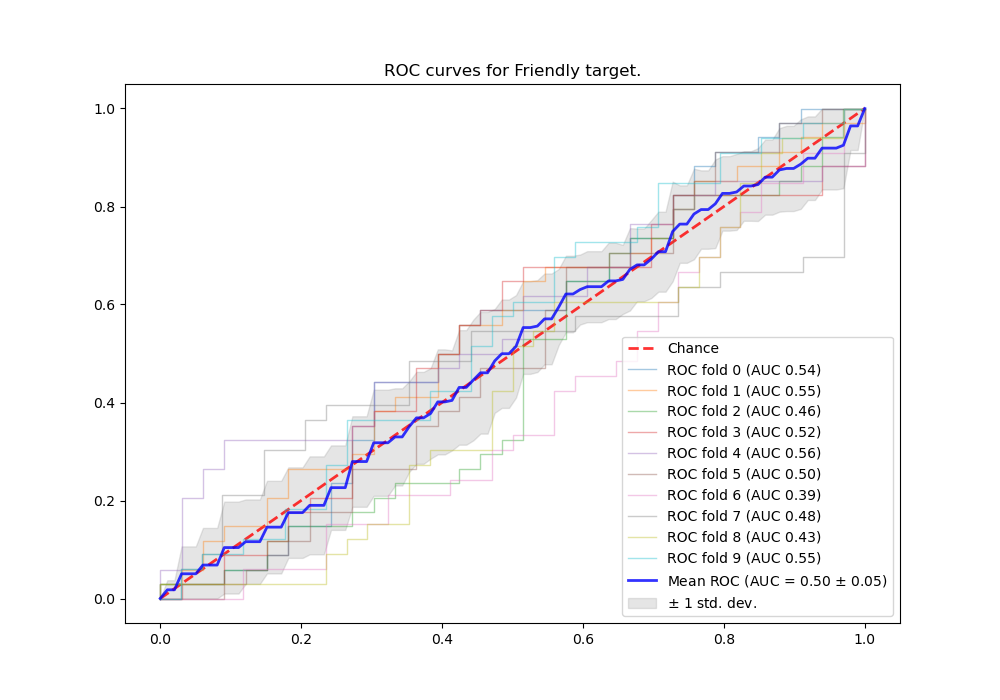 ROC curves for Friendly target.
1.0
0.8
0.6
0.4
0.2
0.0
Chance
ROC fold 0 (AUC 0.54)
ROC fold 1 (AUC 0.55)
ROC fold 2 (AUC 0.46)
ROC fold 3 (AUC 0.52)
ROC fold 4 (AUC 0.56)
ROC fold 5 (AUC 0.50)
ROC fold 6 (AUC 0.39)
ROC fold 7 (AUC 0.48)
ROC fold 8 (AUC 0.43)
ROC fold 9 (AUC 0.55)
Mean ROC (AUC = 0.50 ± 0.05)
± 1 std. dev.
0.0 0.2 0.4 0.6 0.8 1.0